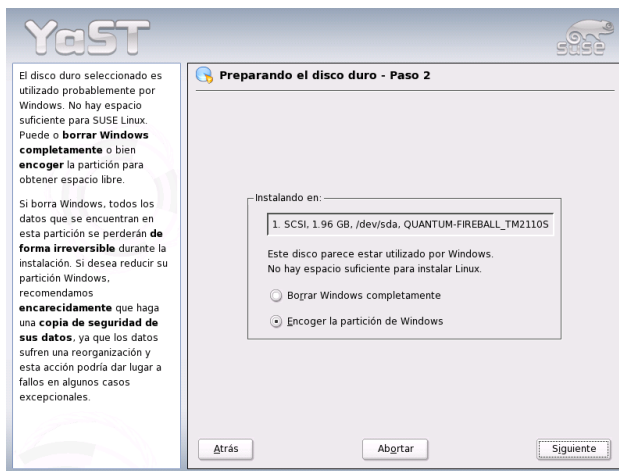 YaST
SUSE
El disco duro seleccionado es
utilizado probablemente por
Windows. No hay espacio
suficiente para SUSE Linux.
Puede o borrar Windows
completamente o bien
encoger la partición para
obtener espacio libre.
Si borra Windows, todos los
datos que se encuentran en
esta partición se perderán de
forma irreversible durante la
instalación. Si desea reducir su
partición Windows,
recomendamos
encarecidamente que haga
una copia de seguridad de
sus datos, ya que los datos
sufren una reorganización y
esta acción podría dar lugar a
fallos en algunos casos
excepcionales.
Preparando el disco duro - Paso 2
Instalando en:
1. SCSI, 1.96 GB, /dev/sda, QUANTUM-FIREBALL_TM2110S
Este disco parece estar utilizado por Windows.
No hay espacio suficiente para instalar Linux.
Borrar Windows completamente
Encoger la partición de Windows
Atrás
Abortar
Siguiente